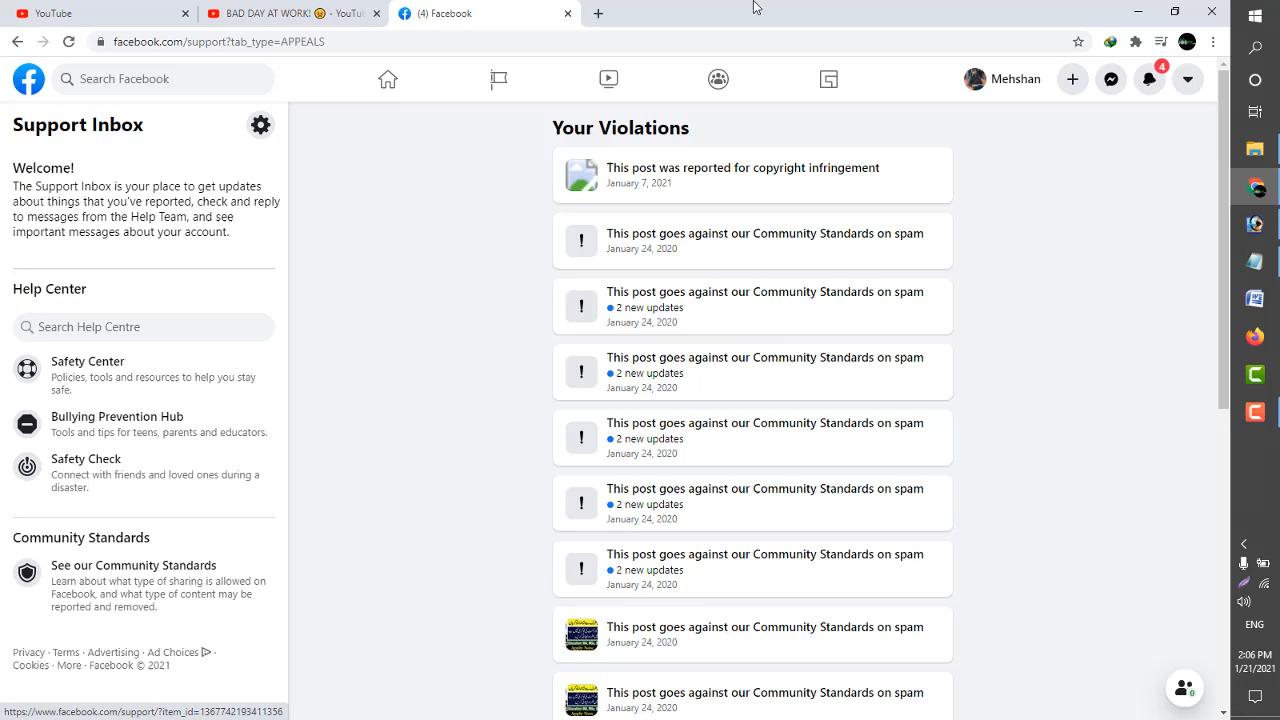 YouTube
BAD DAY AT WORK! - YouTu
(4) Facebook
facebook.com/support?tab_type=APPEALS
Search Facebook
Mehshan
4
Support Inbox
Welcome!
The Support Inbox is your place to get updates
about things that you've reported, check and reply
to messages from the Help Team, and see
important messages about your account.
Help Center
Search Help Centre
Safety Center
Policies, tools and resources to help you stay
safe.
Bullying Prevention Hub
Tools and tips for teens, parents and educators.
Safety Check
Connect with friends and loved ones during a
disaster.
Community Standards
See our Community Standards
Learn about what type of sharing is allowed on
Facebook, and what type of content may be
reported and removed.
Privacy · Terms · Advertising · Ad Choices ·
Cookies · More · Facebook © 2021
https://www.facebook.com/support/?item_id=1367742193411356
Your Violations
This post was reported for copyright infringement
January 7, 2021
This post goes against our Community Standards on spam
January 24, 2020
This post goes against our Community Standards on spam
2 new updates
January 24, 2020
This post goes against our Community Standards on spam
2 new updates
January 24, 2020
This post goes against our Community Standards on spam
2 new updates
January 24, 2020
This post goes against our Community Standards on spam
2 new updates
January 24, 2020
This post goes against our Community Standards on spam
2 new updates
January 24, 2020
This post goes against our Community Standards on spam
January 24, 2020
Apply Now
This post goes against our Community Standards on spam
0
ENG
2:06 PM
1/21/2021